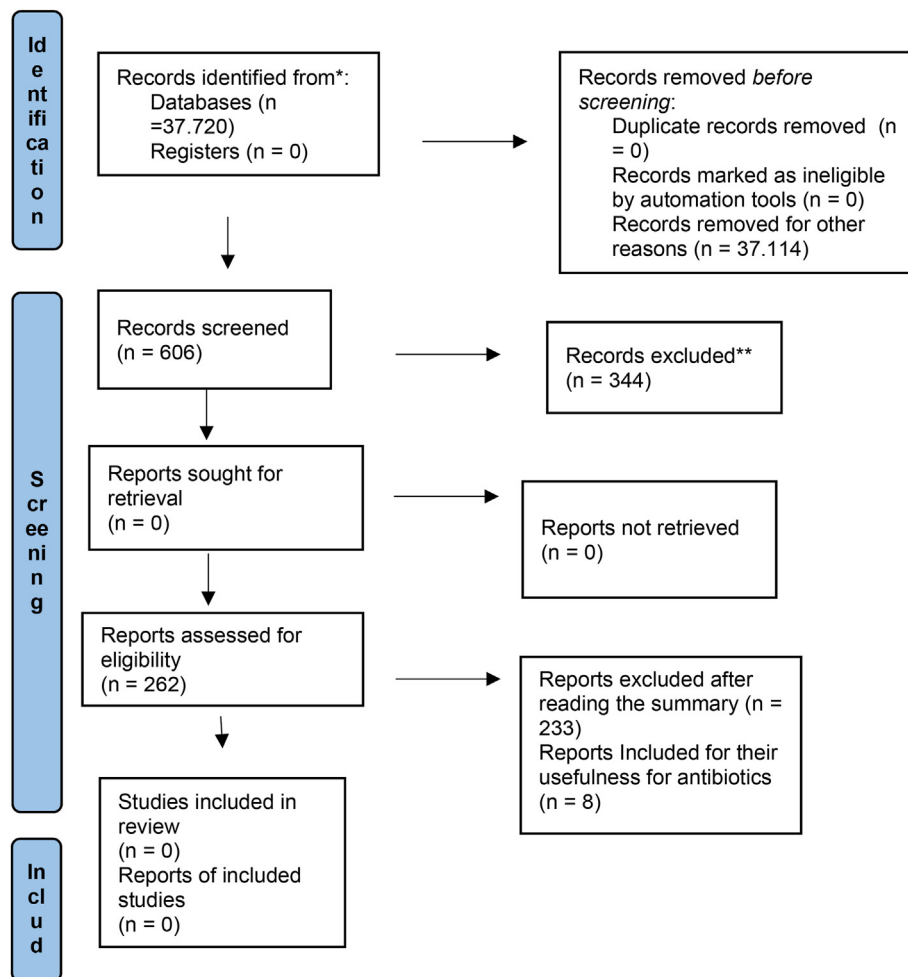 Id
e
ntifi
ca
ti
o
n
Records identified from*:
Databases (n
=37.720)
Registers (n = 0)
Records removed before
screening:
Duplicate records removed  (n
= 0)
Records marked as ineligible
by automation tools (n = 0)
Records removed for other
reasons (n = 37.114)
S
cr
ee
ni
n
g
Records screened
(n = 606)
Records excluded**
(n = 344)
Reports sought for
retrieval
(n = 0)
Reports not retrieved
(n = 0)
Reports assessed for
eligibility
(n = 262)
Reports excluded after
reading the summary (n =
233)
Reports Included for their
usefulness for antibiotics
(n = 8)
In
cl
u
d
Studies included in
review
(n = 0)
Reports of included
studies
(n = 0)